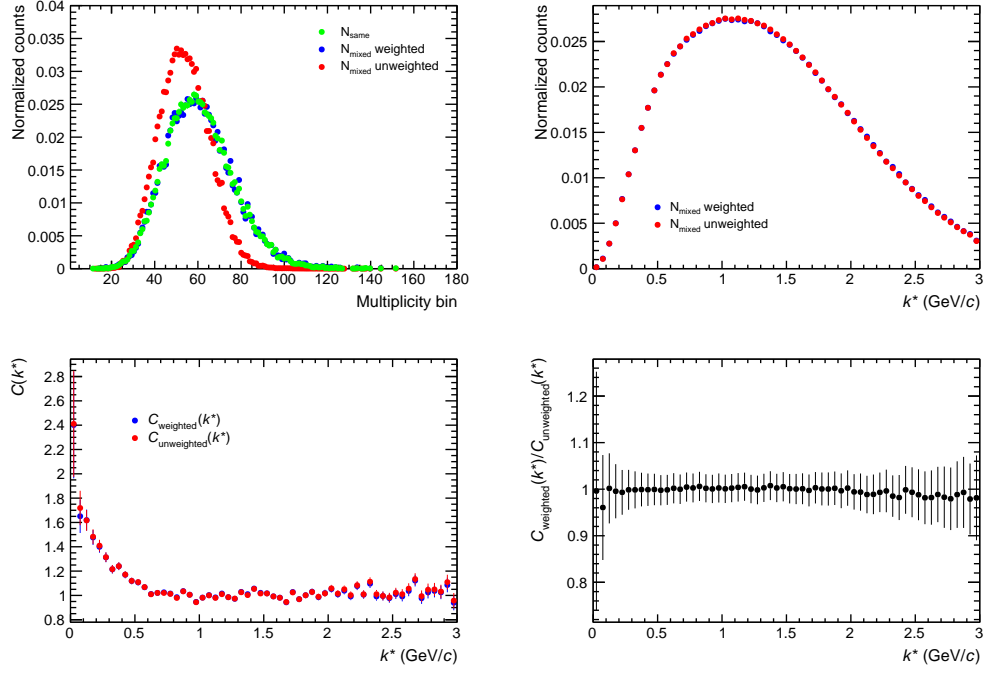 Normalized counts
0.04
0.035
0.03
0.025
0.02
0.015
0.01
0.005
0
N_same
N_mixed weighted
N_mixed unweighted
20 40 60 80 100 120 140 160 180
Multiplicity bin
Normalized counts
0.025
0.02
0.015
0.01
0.005
0
N_mixed weighted
N_mixed unweighted
0 0.5 1 1.5 2 2.5 3
k* (GeV/c)
C(k*)
2.8
2.6
2.4
2.2
2
1.8
1.6
1.4
1.2
1
0.8
C_weighted(k*)
C_unweighted(k*)
0 0.5 1 1.5 2 2.5 3
k* (GeV/c)
C_weighted(k*)/C_unweighted(k*)
1.2
1.1
1
0.9
0.8
0 0.5 1 1.5 2 2.5 3
k* (GeV/c)